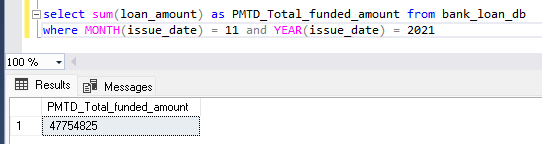 select sum(loan_amount) as PMTD_Total_funded_amount from bank_loan_db
where MONTH(issue_date) = 11 and YEAR(issue_date) = 2021
100 %
Results Messages
PMTD_Total_funded_amount
1 47754825